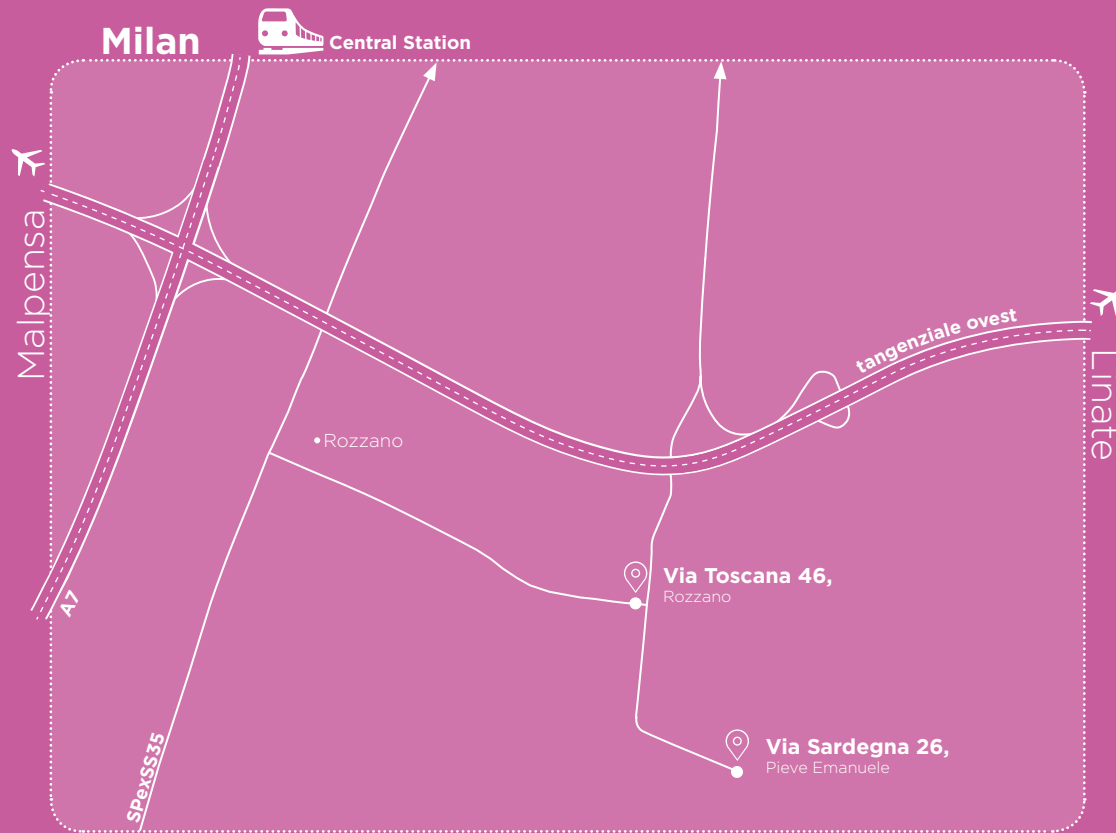 Milan
Central Station
Malpensa
tangenziale ovest
Linate
Rozzano
Via Toscana 46,
Rozzano
A7
Via Sardegna 26,
Pieve Emanuele
SPexSS35